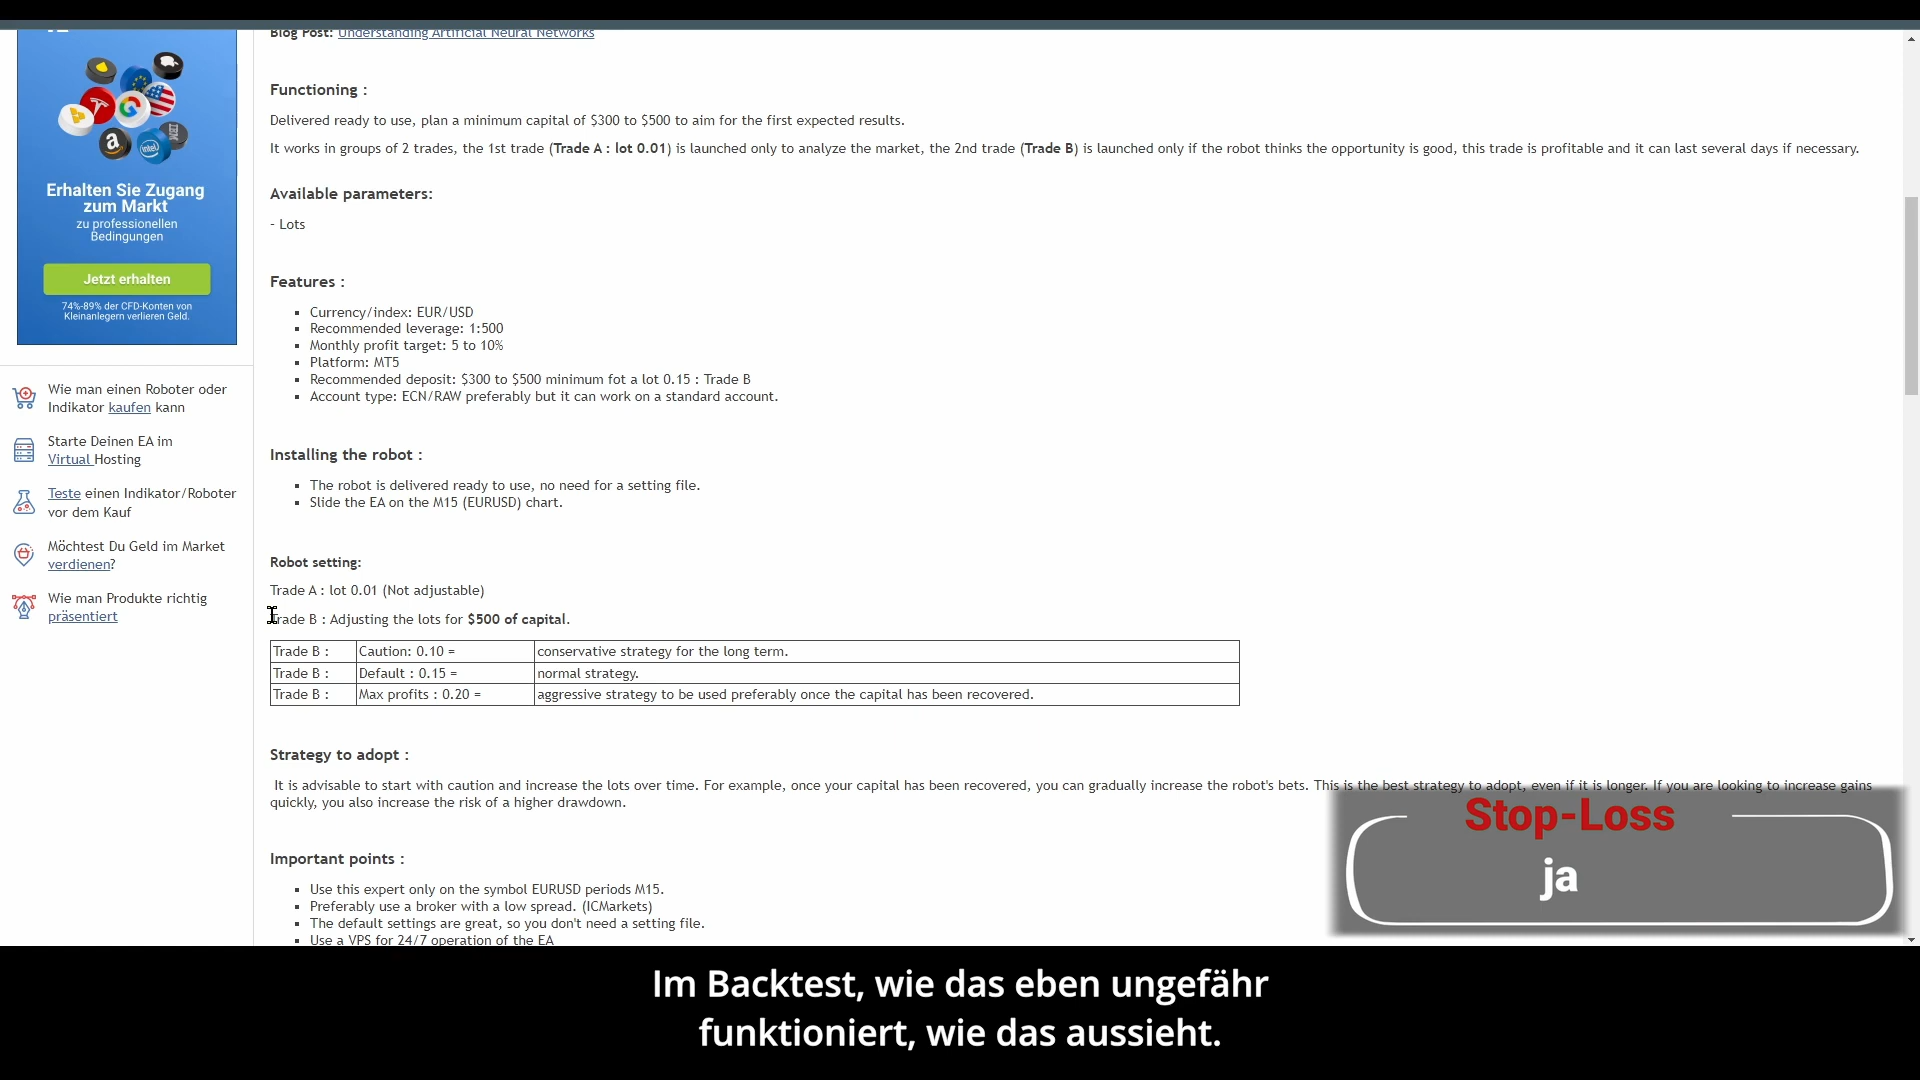 Blog Post: Understanding Artificial Neural Networks
Functioning :
Delivered ready to use, plan a minimum capital of $300 to $500 to aim for the first expected results.
It works in groups of 2 trades, the 1st trade (Trade A : lot 0.01) is launched only to analyze the market, the 2nd trade (Trade B) is launched only if the robot thinks the opportunity is good, this trade is profitable and it can last several days if necessary.
Available parameters:
- Lots
Features :
▪ Currency/index: EUR/USD
▪ Recommended leverage: 1:500
▪ Monthly profit target: 5 to 10%
▪ Platform: MT5
▪ Recommended deposit: $300 to $500 minimum fot a lot 0.15 : Trade B
▪ Account type: ECN/RAW preferably but it can work on a standard account.
Installing the robot :
▪ The robot is delivered ready to use, no need for a setting file.
▪ Slide the EA on the M15 (EURUSD) chart.
Robot setting:
Trade A : lot 0.01 (Not adjustable)
Trade B : Adjusting the lots for $500 of capital.
Trade B : Caution: 0.10 = conservative strategy for the long term.
Trade B : Default : 0.15 = normal strategy.
Trade B : Max profits : 0.20 = aggressive strategy to be used preferably once the capital has been recovered.
Strategy to adopt :
It is advisable to start with caution and increase the lots over time. For example, once your capital has been recovered, you can gradually increase the robot's bets. This is the best strategy to adopt, even if it is longer. If you are looking to increase gains
quickly, you also increase the risk of a higher drawdown.
Important points :
▪ Use this expert only on the symbol EURUSD periods M15.
▪ Preferably use a broker with a low spread. (ICMarkets)
▪ The default settings are great, so you don't need a setting file.
▪ Use a VPS for 24/7 operation of the EA
Erhalten Sie Zugang
zum Markt
zu professionellen
Bedingungen
Jetzt erhalten
74%-89% der CFD-Konten von
Kleinanlegern verlieren Geld.
Wie man einen Roboter oder
Indikator kaufen kann
Starte Deinen EA im
Virtual Hosting
Teste einen Indikator/Roboter
vor dem Kauf
Möchtest Du Geld im Market
verdienen?
Wie man Produkte richtig
präsentiert
Stop-Loss
ja
Im Backtest, wie das eben ungefähr
funktioniert, wie das aussieht.